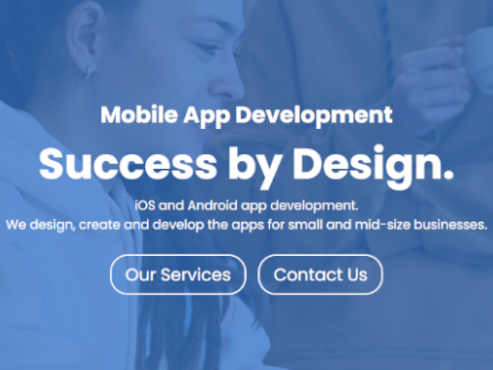 Mobile App Development
Success by Design.
iOS and Android app development.
We design, create and develop the apps for small and mid-size businesses.
Our Services
Contact Us